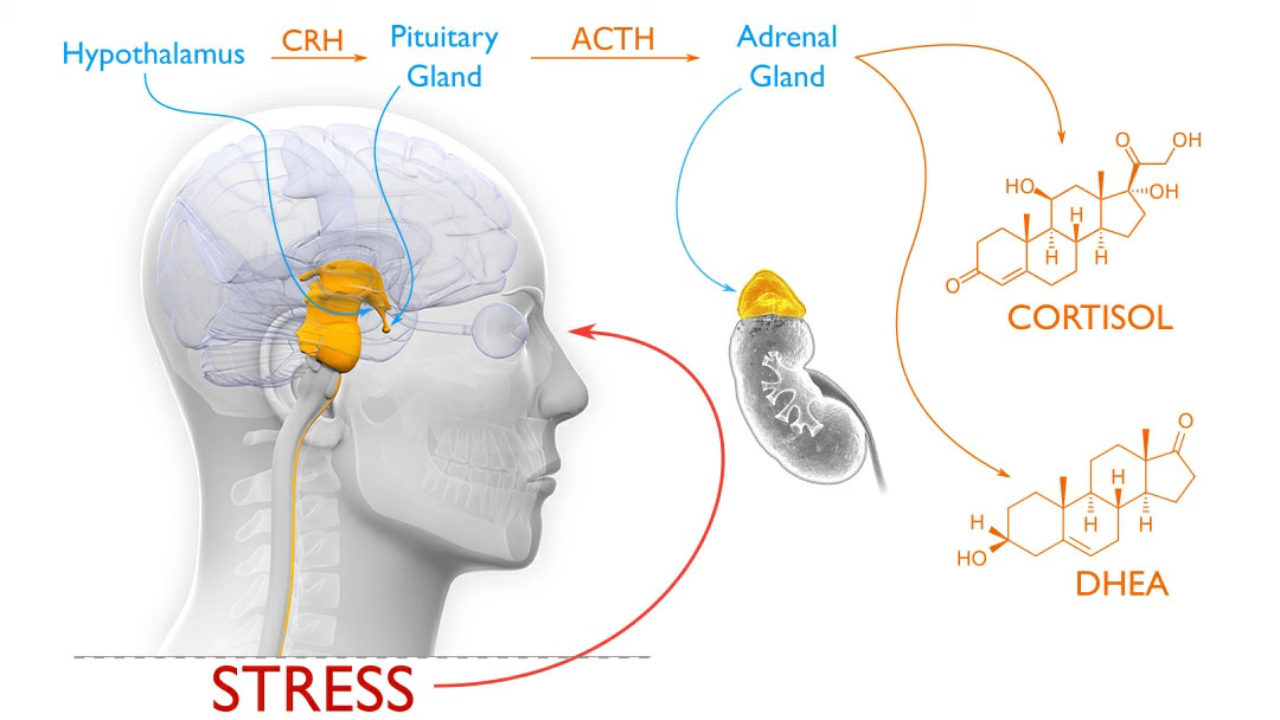 Hypothalamus
CRH
Pituitary
Gland
ACTH
Adrenal
Gland
O
OH
HO
OH
H
H
H
O
CORTISOL
O
H
H
H
H
HO
DHEA
STRESS